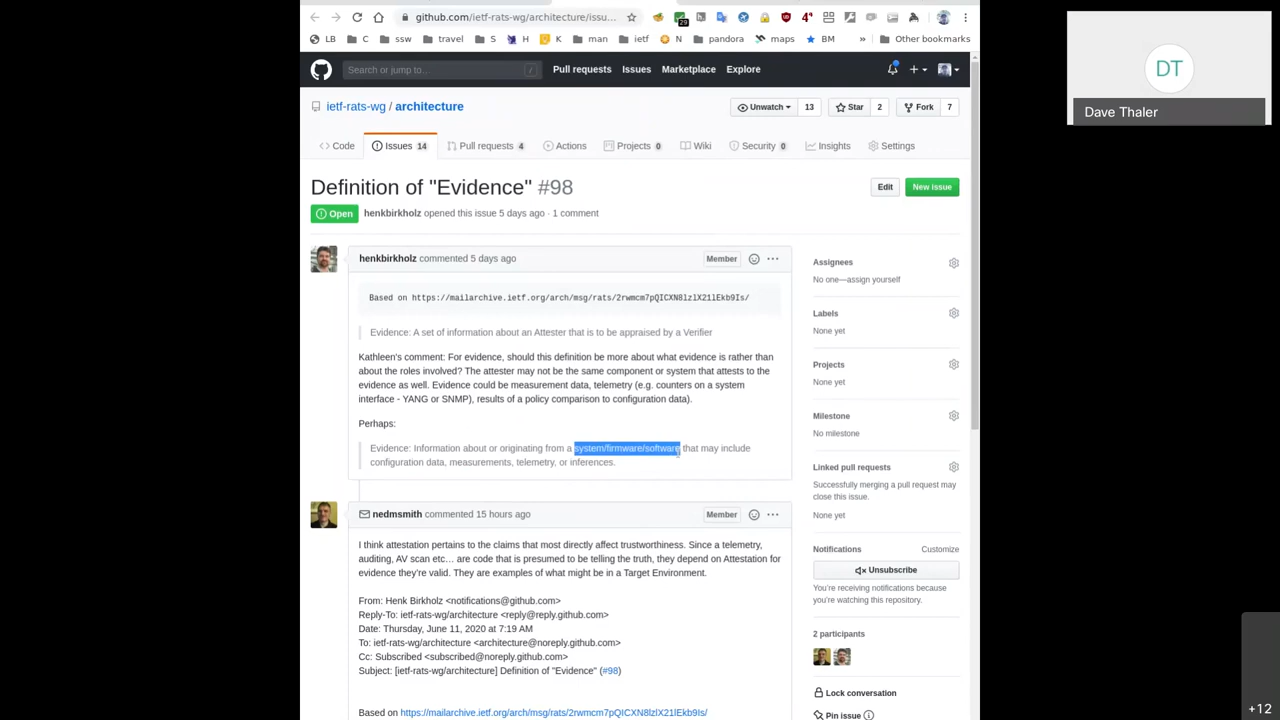 github.com/ietf-rats-wg/architecture/issu...
29
4
LB
C
ssw
travel
S
H
K
man
ietf
N
pandora
maps
BM
»
Other bookmarks
Search or jump to...
/
Pull requests
Issues
Marketplace
Explore
ietf-rats-wg / architecture
Unwatch
13
Star
2
Fork
7
Code
Issues 14
Pull requests 4
Actions
Projects 0
Wiki
Security 0
Insights
Settings
Definition of "Evidence" #98
Edit
New issue
Open
henkbirkholz opened this issue 5 days ago · 1 comment
henkbirkholz commented 5 days ago
Member
Based on https://mailarchive.ietf.org/arch/msg/rats/2rwmcm7pQICXN8lzlX21lEkb9Is/
Evidence: A set of information about an Attester that is to be appraised by a Verifier
Kathleen's comment: For evidence, should this definition be more about what evidence is rather than
about the roles involved? The attester may not be the same component or system that attests to the
evidence as well. Evidence could be measurement data, telemetry (e.g. counters on a system
interface - YANG or SNMP), results of a policy comparison to configuration data).
Perhaps:
Evidence: Information about or originating from a system/firmware/software that may include
configuration data, measurements, telemetry, or inferences.
nedmsmith commented 15 hours ago
Member
I think attestation pertains to the claims that most directly affect trustworthiness. Since a telemetry,
auditing, AV scan etc… are code that is presumed to be telling the truth, they depend on Attestation for
evidence they're valid. They are examples of what might be in a Target Environment.
From: Henk Birkholz <notifications@github.com>
Reply-To: ietf-rats-wg/architecture <reply@reply.github.com>
Date: Thursday, June 11, 2020 at 7:19 AM
To: ietf-rats-wg/architecture <architecture@noreply.github.com>
Cc: Subscribed <subscribed@noreply.github.com>
Subject: [ietf-rats-wg/architecture] Definition of "Evidence" (#98)
Based on https://mailarchive.ietf.org/arch/msg/rats/2rwmcm7pQICXN8lzlX21lEkb9Is/
Assignees
No one—assign yourself
Labels
None yet
Projects
None yet
Milestone
No milestone
Linked pull requests
Successfully merging a pull request may
close this issue.
None yet
Notifications
Customize
Unsubscribe
You're receiving notifications because
you're watching this repository.
2 participants
Lock conversation
Pin issue
DT
Dave Thaler
+12